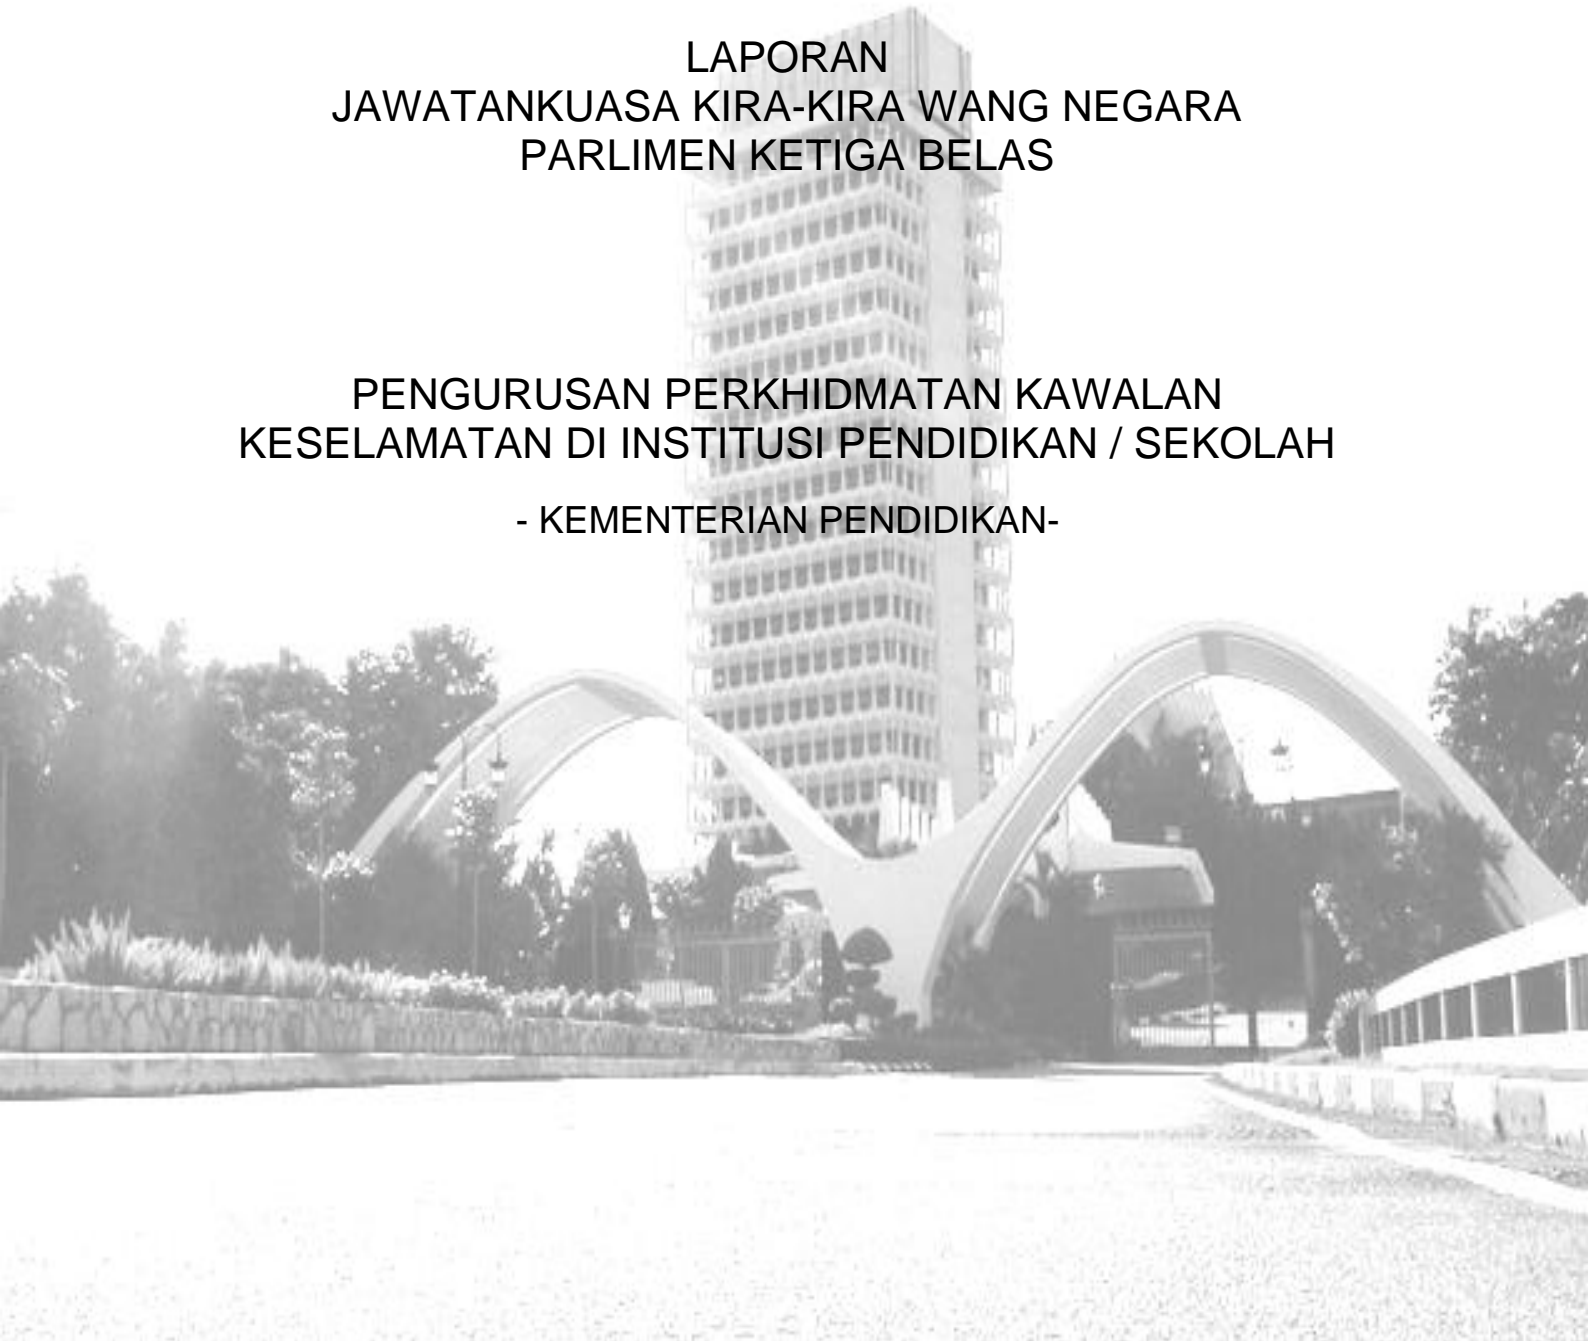 LAPORAN
JAWATANKUASA KIRA-KIRA WANG NEGARA
PARLIMEN KETIGA BELAS
PENGURUSAN PERKHIDMATAN KAWALAN
KESELAMATAN DI INSTITUSI PENDIDIKAN / SEKOLAH
- KEMENTERIAN PENDIDIKAN-